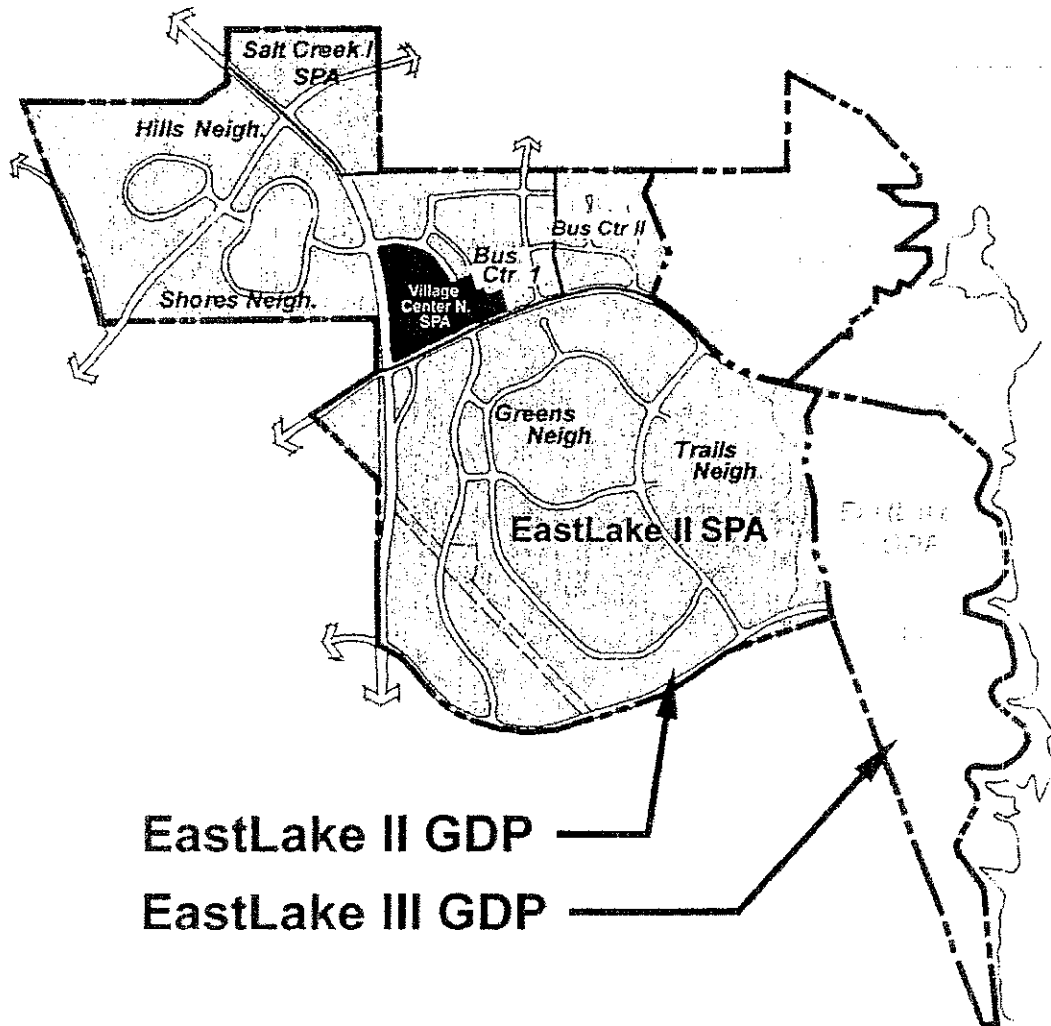 Salt Creek I
SPA
Hills Neigh.
Bus Ctr II
Bus
Ctr 1
Village
Center N.
SPA
Shores Neigh.
Greens
Neigh
Trails
Neigh
EastLake II SPA
EastLake II GDP
EastLake III GDP